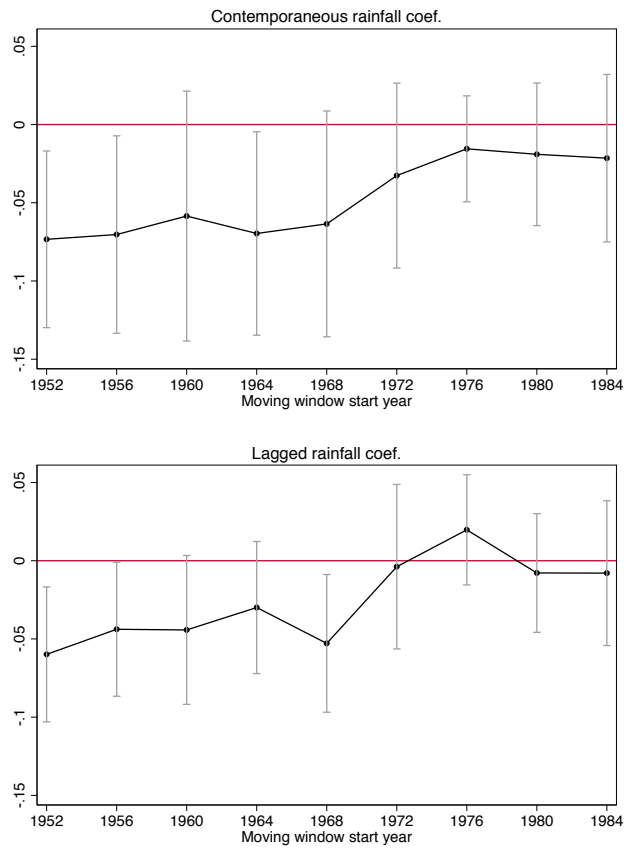 Contemporaneous rainfall coef.
.05
0
-.05
-.1
-.15
1952 1956 1960 1964 1968 1972 1976 1980 1984
Moving window start year
Lagged rainfall coef.
.05
0
-.05
-.1
-.15
1952 1956 1960 1964 1968 1972 1976 1980 1984
Moving window start year